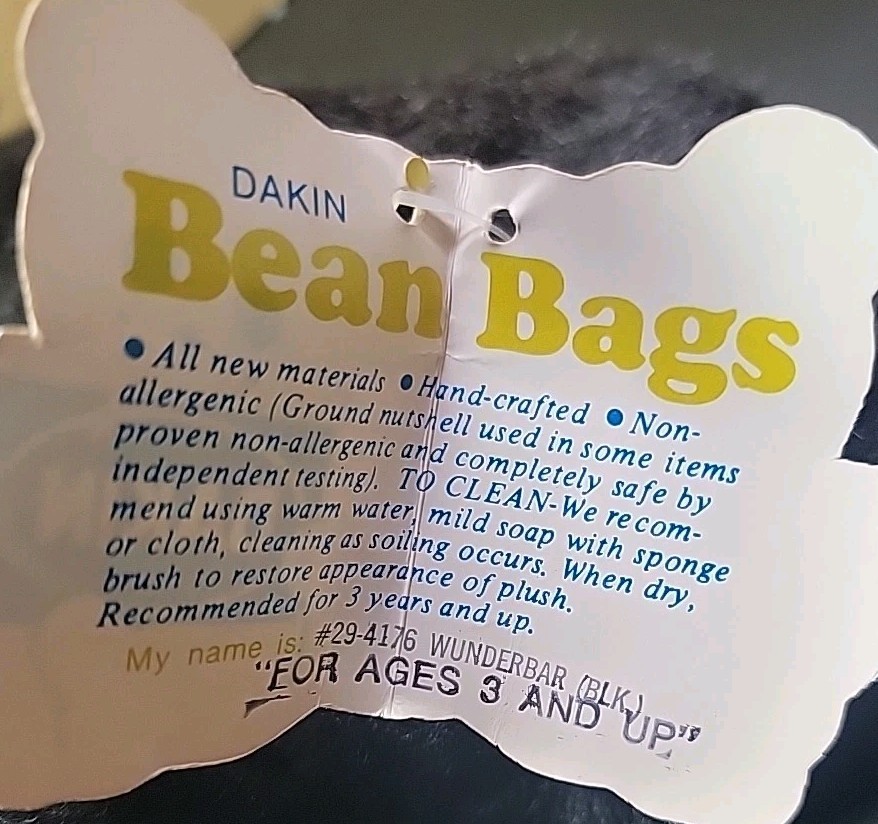 DAKIN
Bean Bags
• All new materials • Hand-crafted • Non-
allergenic (Ground nutshell used in some items
proven non-allergenic and completely safe by
independent testing). TO CLEAN-We recom-
mend using warm water, mild soap with sponge
or cloth, cleaning as soiling occurs. When dry,
brush to restore appearance of plush.
Recommended for 3 years and up.
My name is: #29-4176 WUNDERBAR (BLK)
"FOR AGES 3 AND UP"